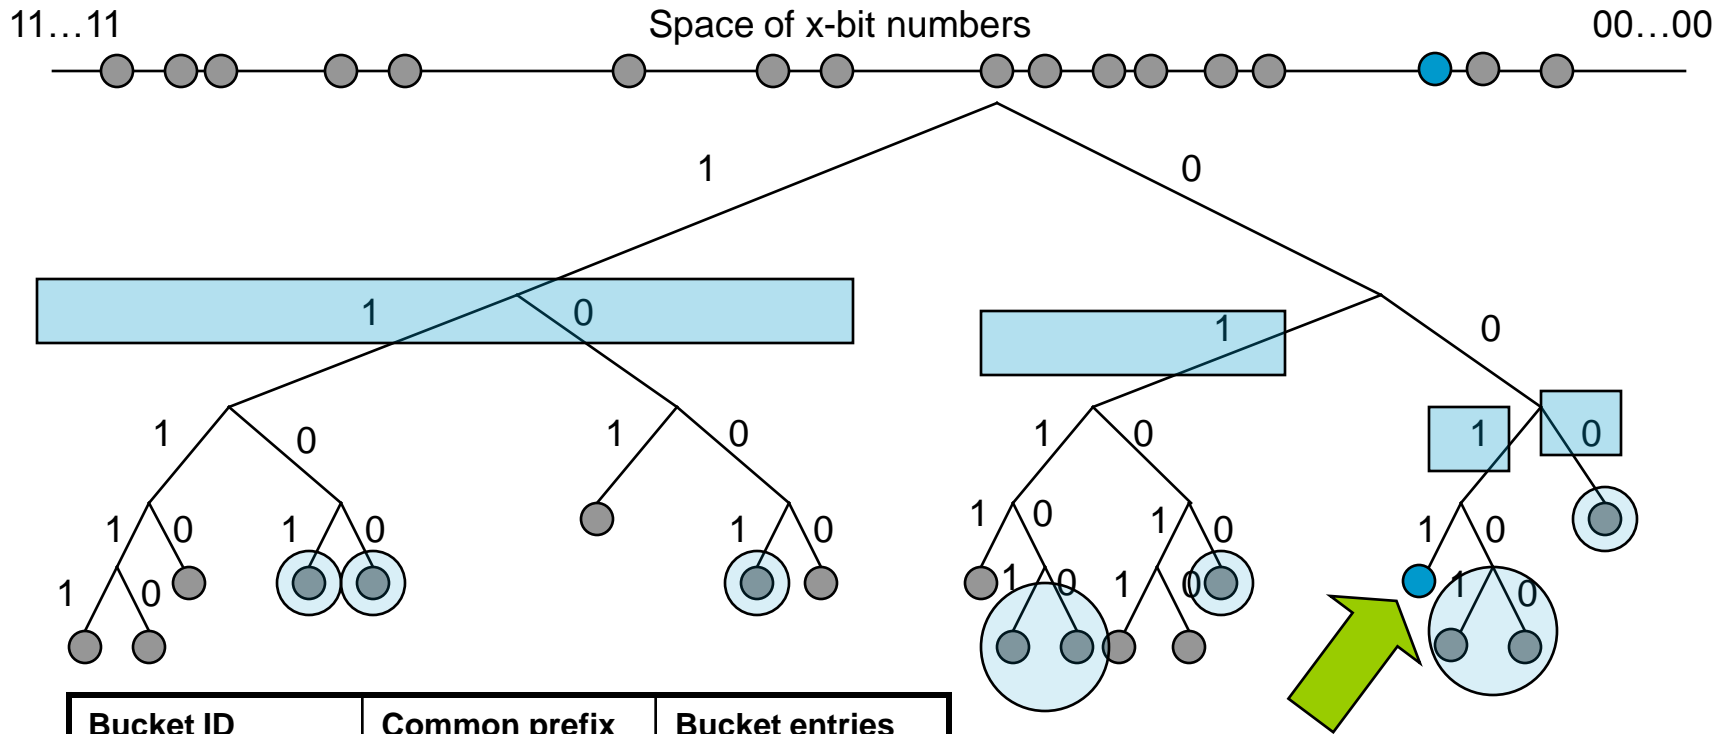 11…11 Space of x-bit numbers 00…00
1 0
1 0 1 0
1 0 1 0 1 0 1 0
1 0 1 0 1 0 1 0 1 0 1 0
1 0 1 0 1 0 1 0
Bucket ID Common prefix Bucket entries